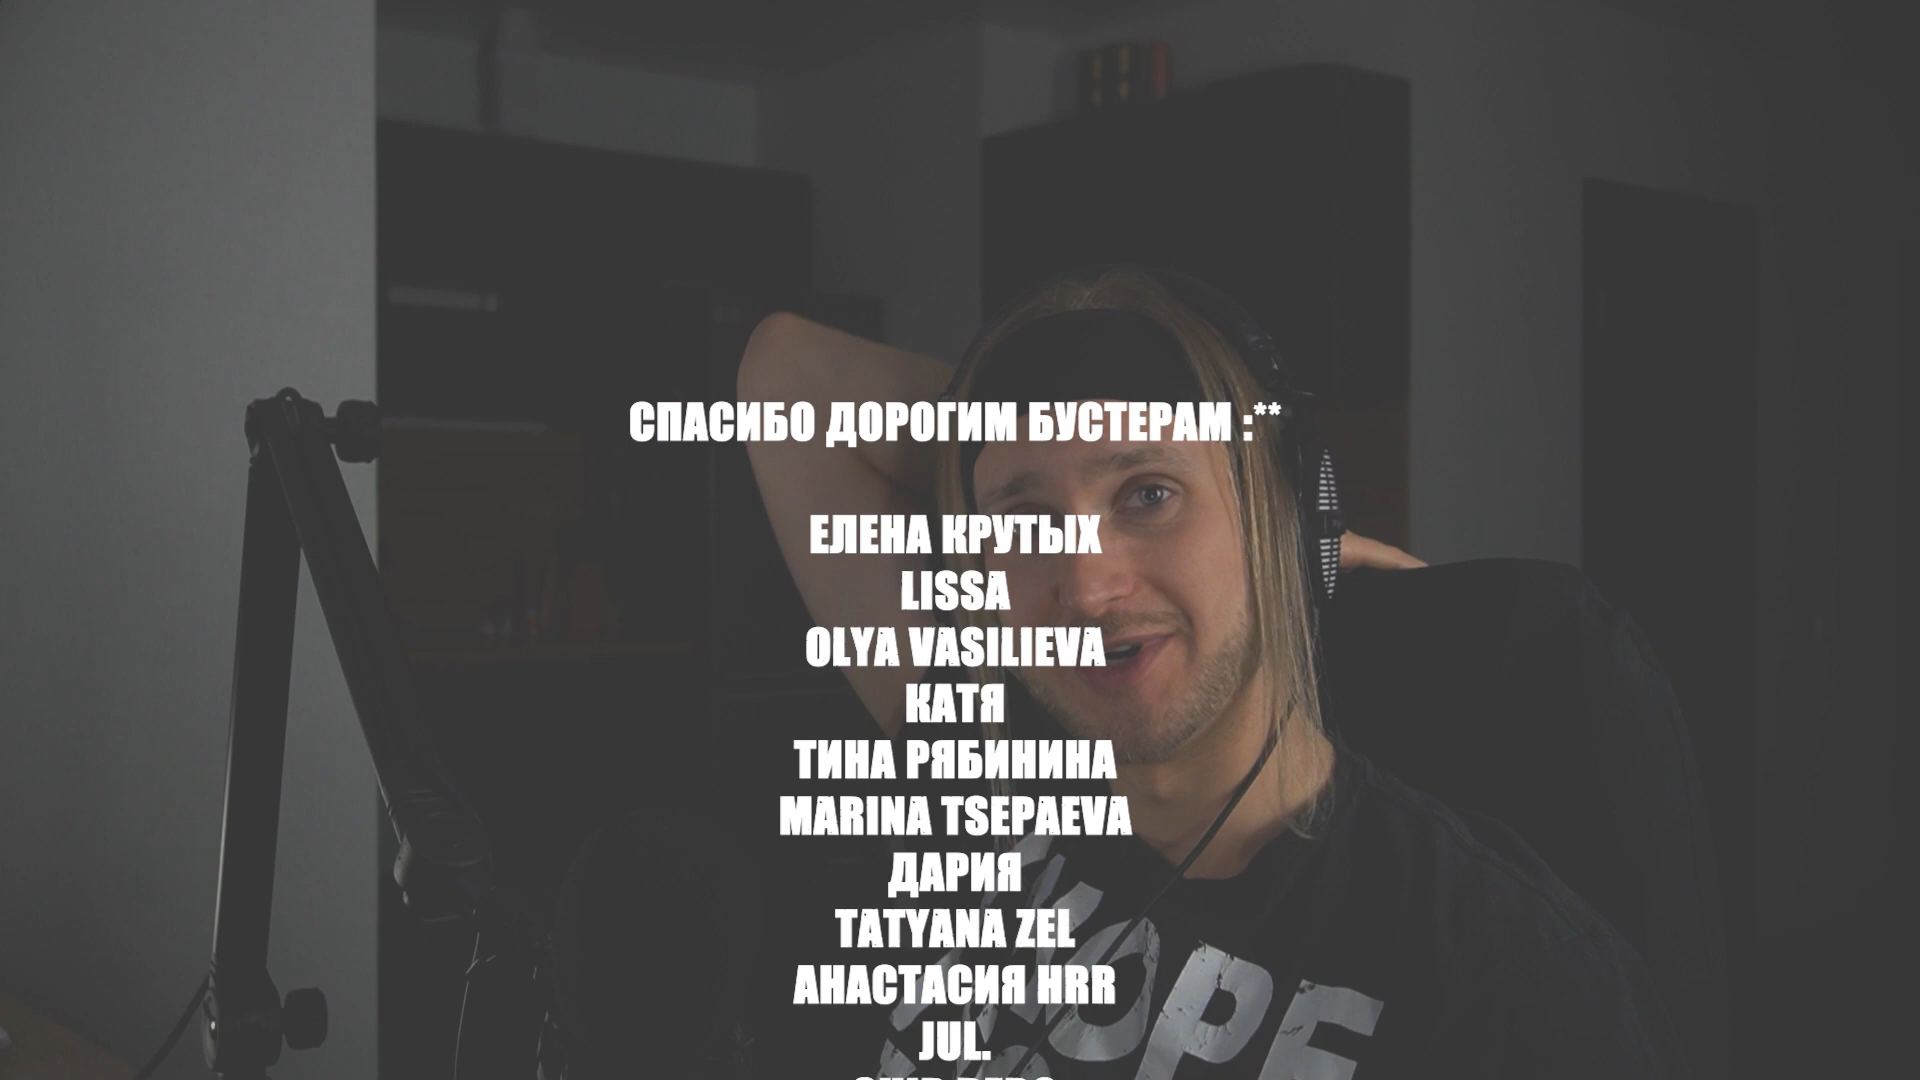 СПАСИБО ДОРОГИМ БУСТЕРАМ :**
ЕЛЕНА КРУТЫХ
LISSA
OLYA VASILIEVA
КАТЯ
ТИНА РЯБИНИНА
MARINA TSEPAEVA
ДАРИЯ
TATYANA ZEL
АНАСТАСИЯ HRR
JUL.